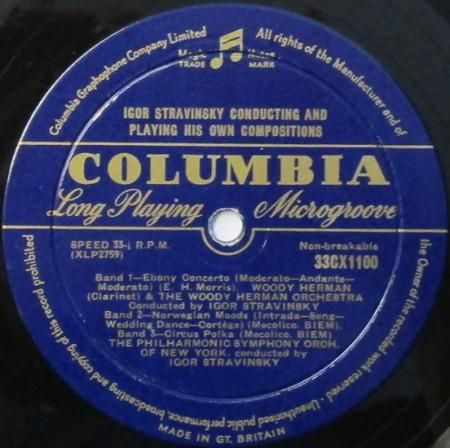 Columbia Graphophone Company Limited
All rights of the Manufacturer and of
the Owner of the recorded work reserved - Unauthorised public performance, broadcasting and copying of this record prohibited
Magic Notes
TRADE MARK
IGOR STRAVINSKY CONDUCTING AND
PLAYING HIS OWN COMPOSITIONS
COLUMBIA
Long Playing Microgroove
SPEED 33-⅓ R.P.M. Non-breakable
(XLP2759) 33CX1100
Band 1—Ebony Concerto (Moderato—Andante—
Moderato) (E. H. Morris). WOODY HERMAN
(Clarinet) & THE WOODY HERMAN ORCHESTRA
Conducted by IGOR STRAVINSKY
Band 2—Norwegian Moods (Intrada—Song—
Wedding Dance—Cortège) (Mecolico. BIEM).
Band 3—Circus Polka (Mecolico. BIEM)
THE PHILHARMONIC SYMPHONY ORCH.
OF NEW YORK. conducted by
IGOR STRAVINSKY
MADE IN GT. BRITAIN